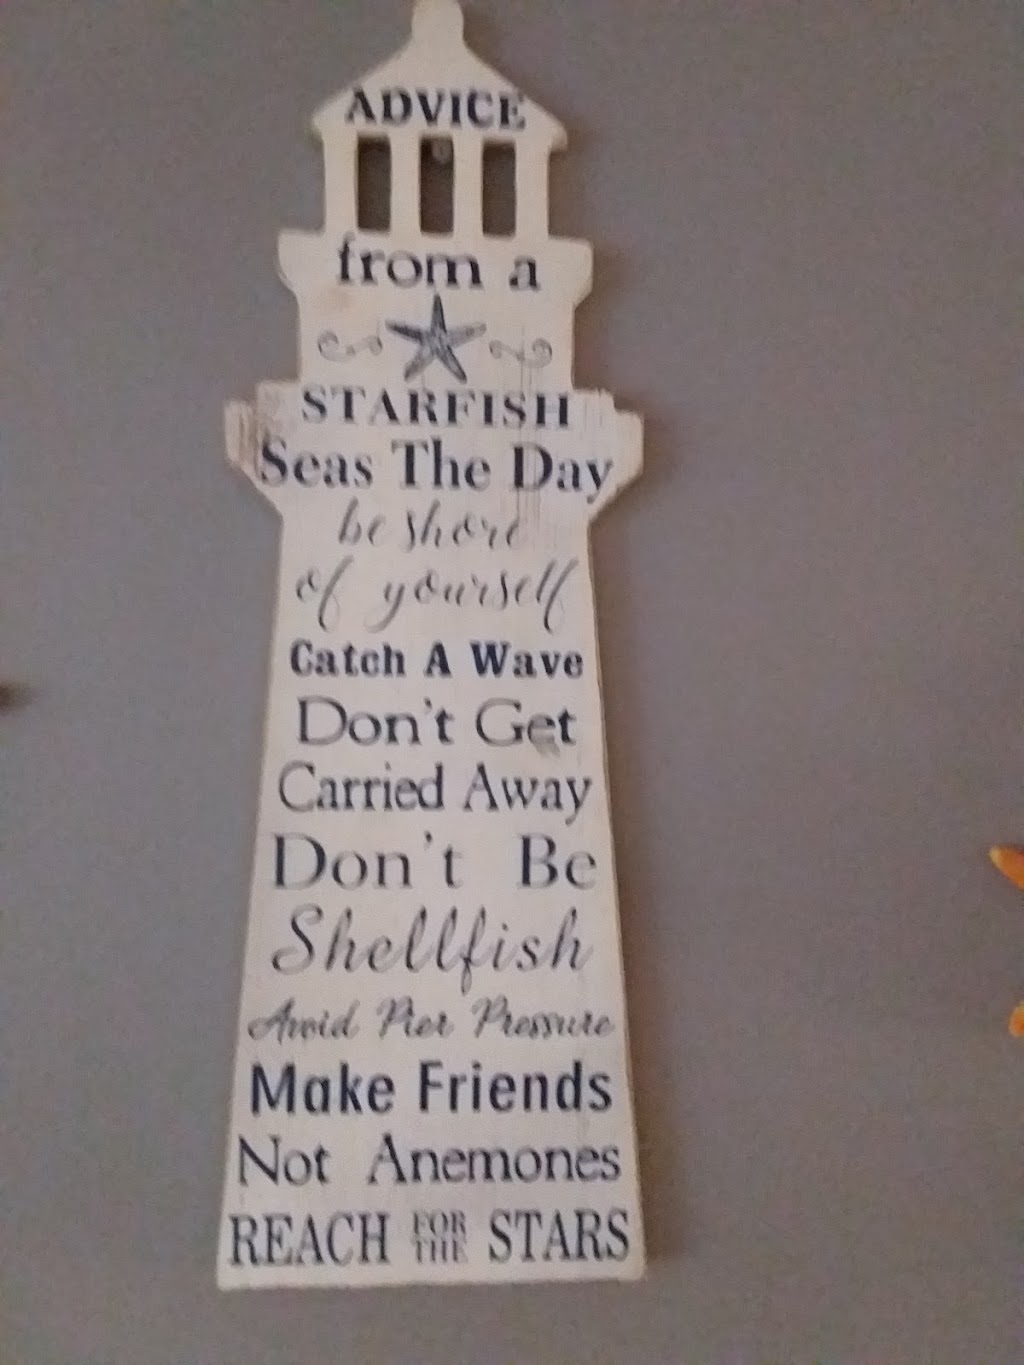 ADVICE
from a
STARFISH
Seas The Day
be shore
of yourself
Catch A Wave
Don't Get
Carried Away
Don't Be
Shellfish
Avoid Pier Pressure
Make Friends
Not Anemones
REACH FOR THE STARS